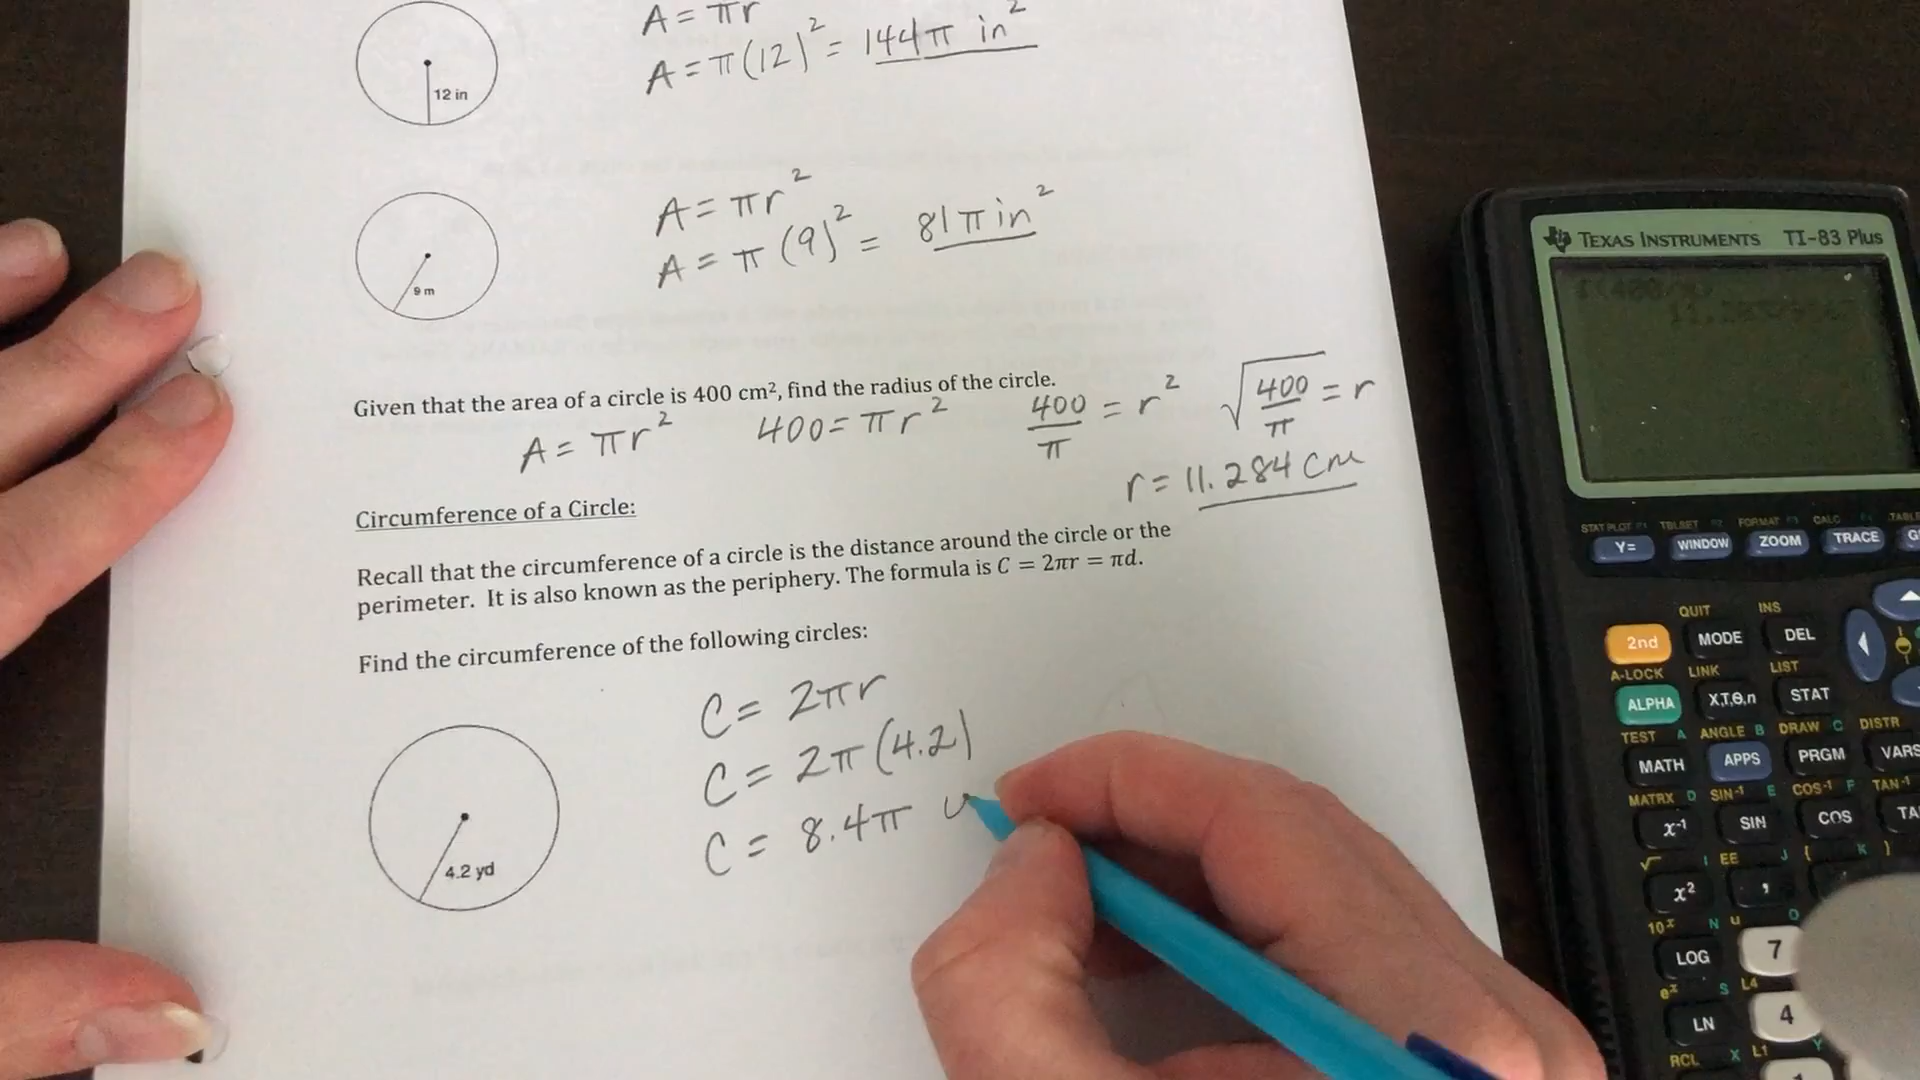 A = πr
A = π(12)² = 144π in²
12 in
A = πr²
A = π(9)² = 81π in²
9 m
Given that the area of a circle is 400 cm², find the radius of the circle.
A = πr² 400 = πr² 400/π = r² √400/π = r
r = 11.284 cm
Circumference of a Circle:
Recall that the circumference of a circle is the distance around the circle or the
perimeter. It is also known as the periphery. The formula is C = 2πr = πd.
Find the circumference of the following circles:
C = 2πr
C = 2π(4.2)
C = 8.4π
4.2 yd
TEXAS INSTRUMENTS TI-83 Plus
STAT PLOT F1 TBLSET F2 FORMAT F3 CALC F4
Y= WINDOW ZOOM TRACE
QUIT INS
2nd MODE DEL
A-LOCK LINK LIST
ALPHA X,T,θ,n STAT
TEST A ANGLE B DRAW C DISTR
MATH APPS PRGM VARS
MATRX D SIN⁻¹ E COS⁻¹ F TAN⁻¹
x⁻¹ SIN COS
√ I EE J { K }
x² ,
10ˣ N u O
LOG 7
eˣ S L4
LN 4
RCL X L1 Y